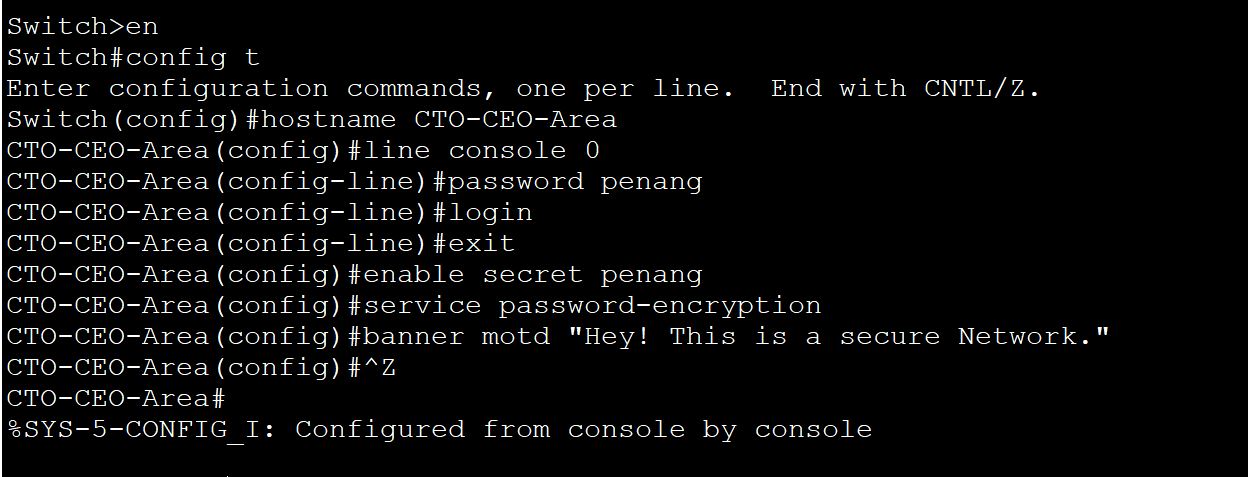 Switch>en
Switch#config t
Enter configuration commands, one per line.  End with CNTL/Z.
Switch(config)#hostname CTO-CEO-Area
CTO-CEO-Area(config)#line console 0
CTO-CEO-Area(config-line)#password penang
CTO-CEO-Area(config-line)#login
CTO-CEO-Area(config-line)#exit
CTO-CEO-Area(config)#enable secret penang
CTO-CEO-Area(config)#service password-encryption
CTO-CEO-Area(config)#banner motd "Hey! This is a secure Network."
CTO-CEO-Area(config)#^Z
CTO-CEO-Area#
%SYS-5-CONFIG_I: Configured from console by console